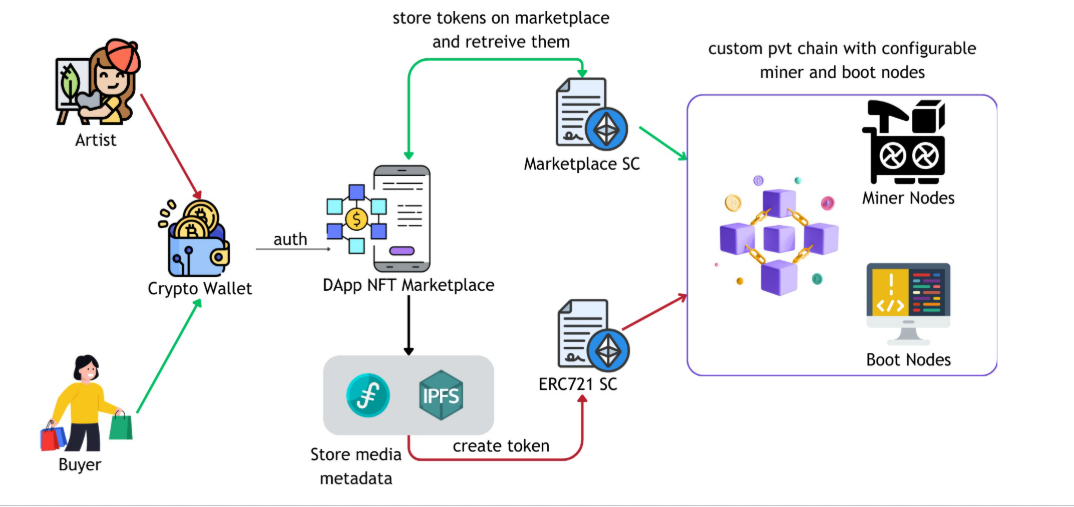 store tokens on marketplace
and retreive them
custom pvt chain with configurable
miner and boot nodes
Artist
Marketplace SC
Miner Nodes
auth
$
Crypto Wallet
DApp NFT Marketplace
!
</>
ERC721 SC
Boot Nodes
IPFS
create token
Store media
metadata
Buyer